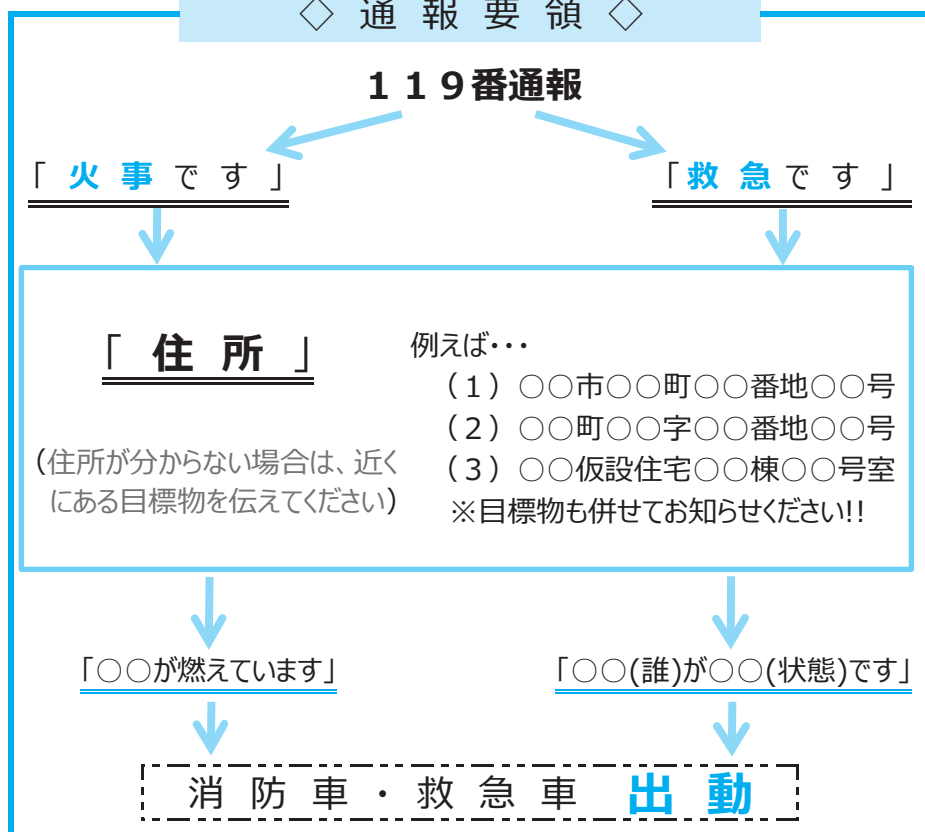 ◇ 通 報 要 領 ◇
119番通報
「 火 事 で す 」
「 救 急 で す 」
「 住 所 」
(住所が分からない場合は、近く
にある目標物を伝えてください)
例えば・・・
(1) ○○市○○町○○番地○○号
(2) ○○町○○字○○番地○○号
(3) ○○仮設住宅○○棟○○号室
※目標物も併せてお知らせください!!
「○○が燃えています」
「○○(誰)が○○(状態)です」
消 防 車 ・ 救 急 車 出 動